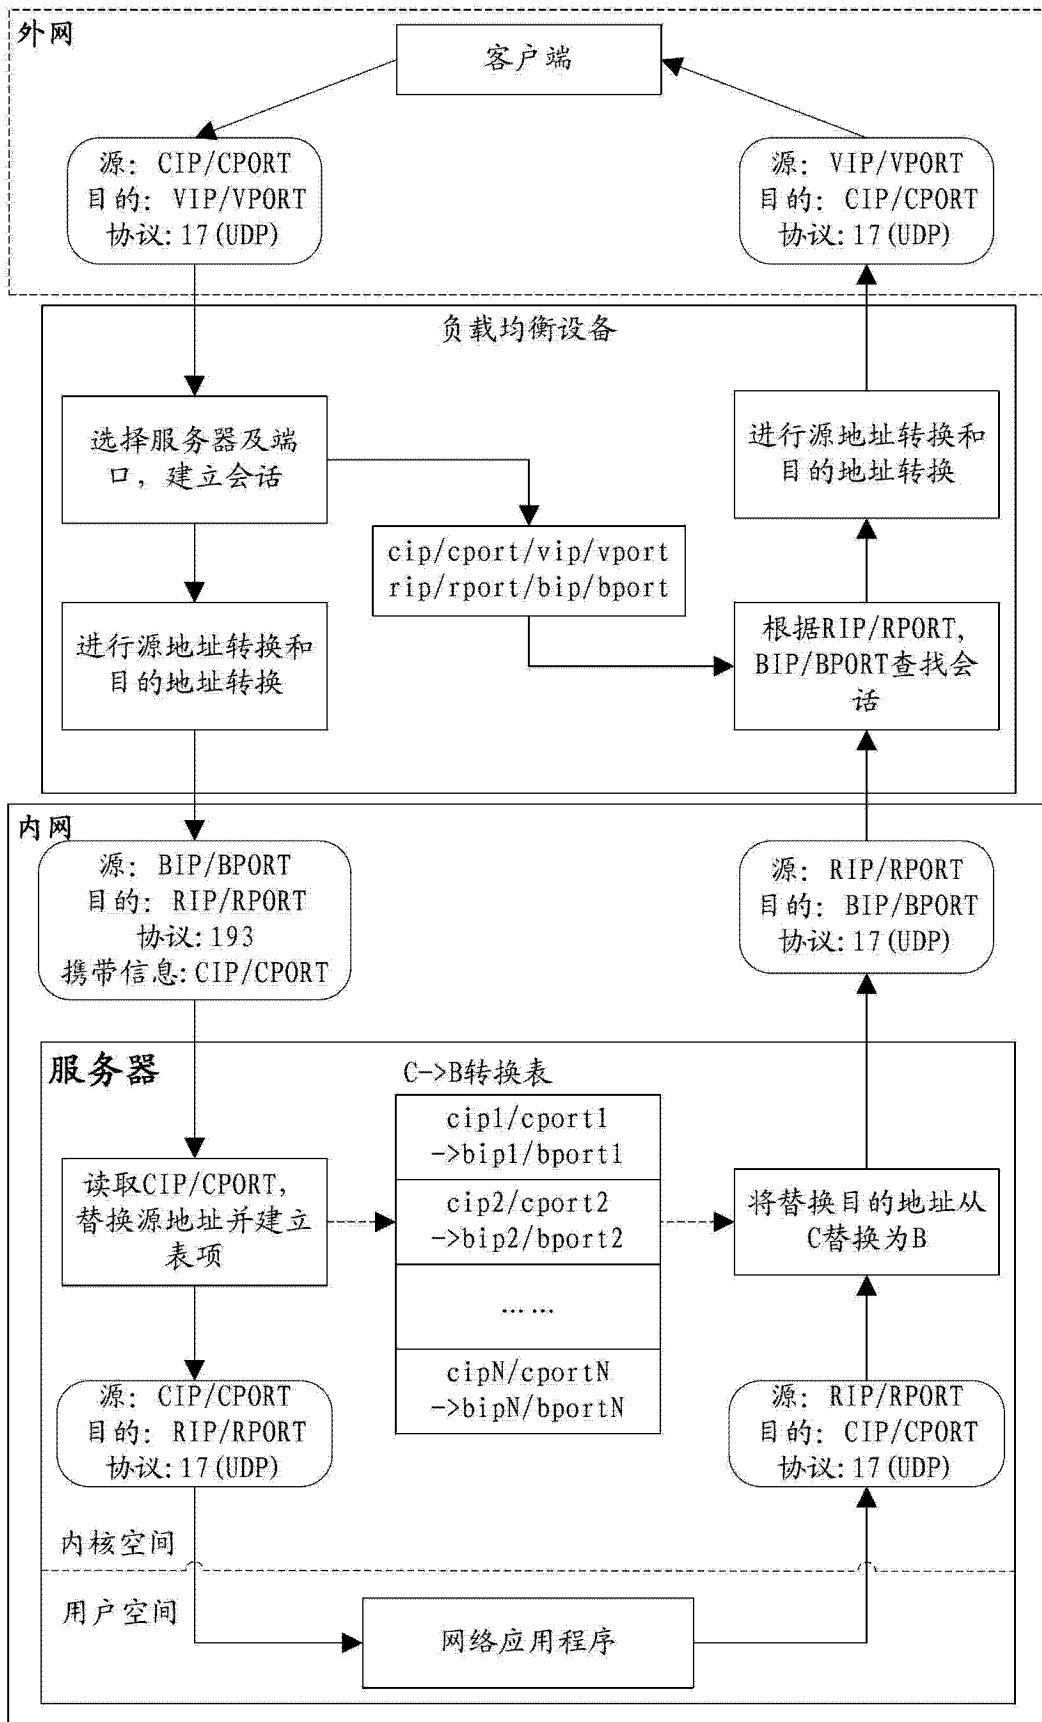 外网
客户端
源: CIP/CPORT
目的: VIP/VPORT
协议:17(UDP)
源: VIP/VPORT
目的: CIP/CPORT
协议:17(UDP)
负载均衡设备
选择服务器及端
口, 建立会话
进行源地址转换和
目的地址转换
cip/cport/vip/vport
rip/rport/bip/bport
进行源地址转换和
目的地址转换
根据RIP/RPORT,
BIP/BPORT查找会
话
内网
源: BIP/BPORT
目的: RIP/RPORT
协议:193
携带信息:CIP/CPORT
源: RIP/RPORT
目的: BIP/BPORT
协议:17(UDP)
服务器
C->B转换表
读取CIP/CPORT,
替换源地址并建立
表项
cip1/cport1
->bip1/bport1
cip2/cport2
->bip2/bport2
……
cipN/cportN
->bipN/bportN
将替换目的地址从
C替换为B
源: CIP/CPORT
目的: RIP/RPORT
协议:17(UDP)
源: RIP/RPORT
目的: CIP/CPORT
协议:17(UDP)
内核空间
用户空间
网络应用程序